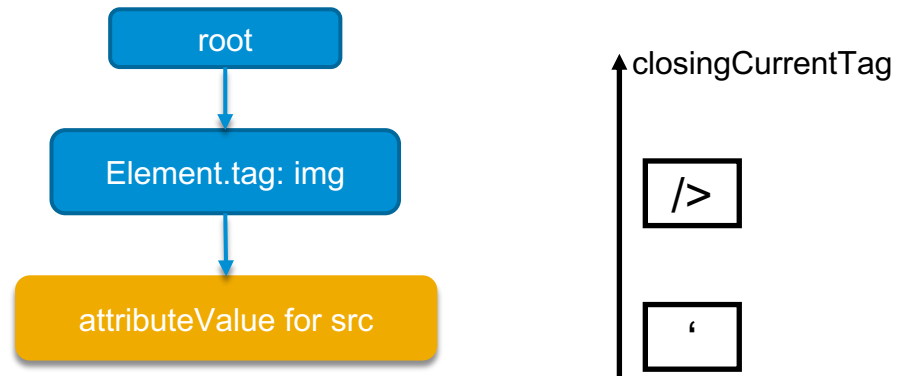 root
closingCurrentTag
Element.tag: img
/>
attributeValue for src
‘